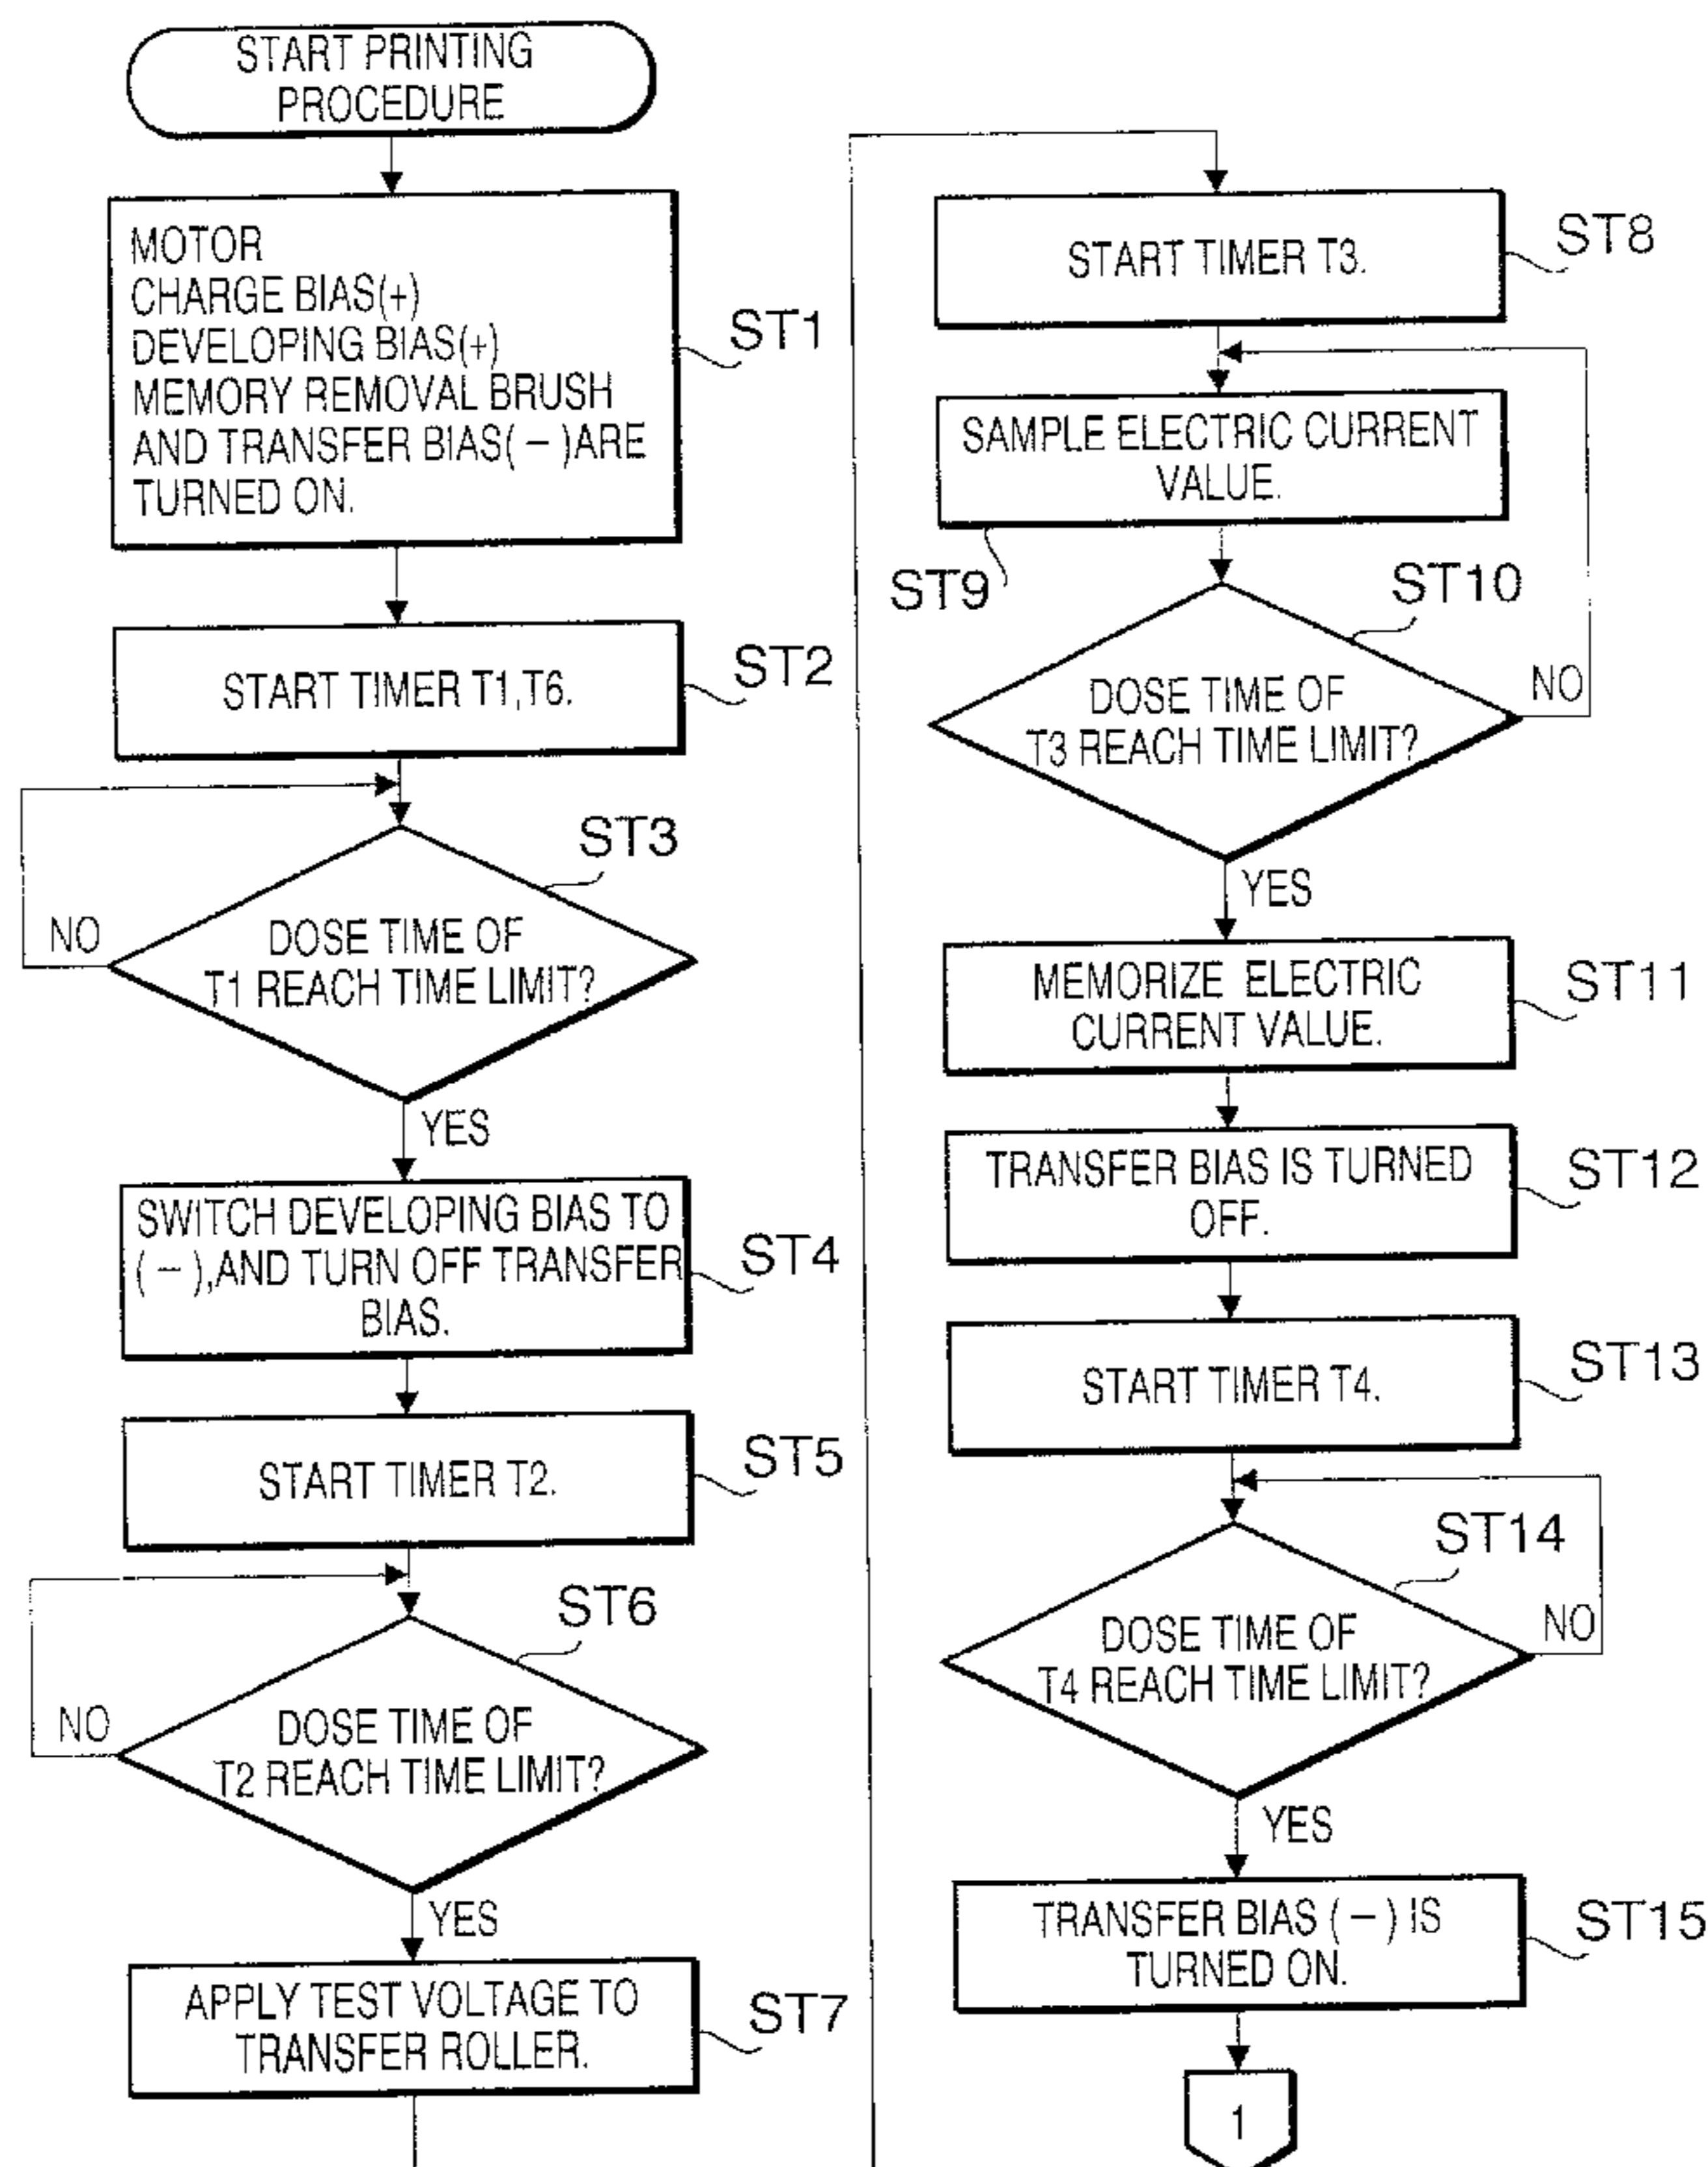 START PRINTING
PROCEDURE
MOTOR
CHARGE BIAS(+)
DEVELOPING BIAS(+)
MEMORY REMOVAL BRUSH
AND TRANSFER BIAS(−)ARE
TURNED ON.
ST1
START TIMER T1,T6.
ST2
ST3
NO
DOSE TIME OF
T1 REACH TIME LIMIT?
YES
SWITCH DEVELOPING BIAS TO
(−),AND TURN OFF TRANSFER
BIAS.
ST4
START TIMER T2.
ST5
ST6
NO
DOSE TIME OF
T2 REACH TIME LIMIT?
YES
APPLY TEST VOLTAGE TO
TRANSFER ROLLER.
ST7
START TIMER T3.
ST8
SAMPLE ELECTRIC CURRENT
VALUE.
ST9
ST10
DOSE TIME OF
T3 REACH TIME LIMIT?
NO
YES
MEMORIZE ELECTRIC
CURRENT VALUE.
ST11
TRANSFER BIAS IS TURNED
OFF.
ST12
START TIMER T4.
ST13
ST14
DOSE TIME OF
T4 REACH TIME LIMIT?
NO
YES
TRANSFER BIAS (−) IS
TURNED ON.
ST15
1